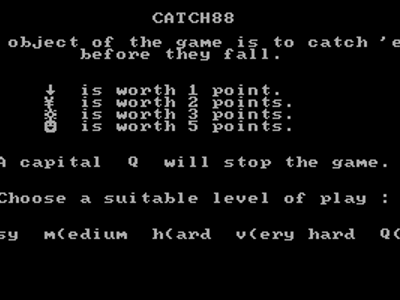 CATCH88
object of the game is to catch 'e
before they fall.
↓ is worth 1 point.
¥ is worth 2 points.
☼ is worth 3 points.
is worth 5 points.
A capital Q will stop the game.
Choose a suitable level of play :
sy m(edium h(ard v(ery hard Q(